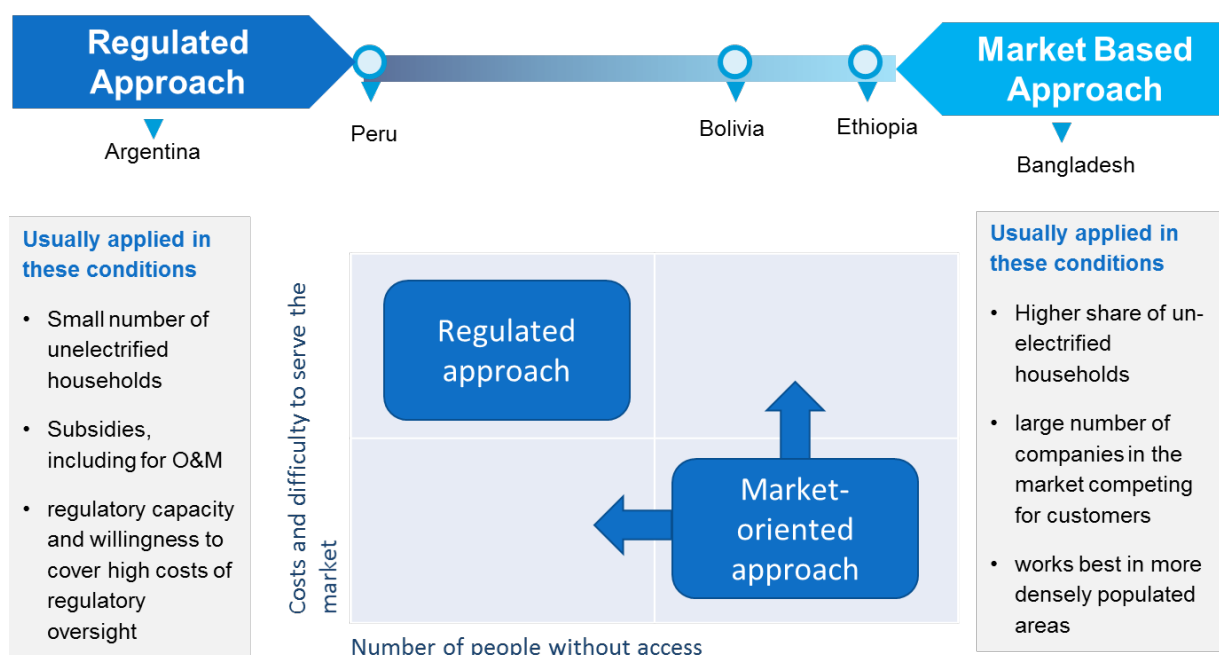 Regulated
Approach
Market Based
Approach
Argentina
Peru
Bolivia
Ethiopia
Bangladesh
Usually applied in
these conditions
• Small number of
unelectrified
households
• Subsidies,
including for O&M
• regulatory capacity
and willingness to
cover high costs of
regulatory
oversight
Costs and difficulty to serve the
market
Regulated
approach
Market-
oriented
approach
Number of people without access
Usually applied in
these conditions
• Higher share of un-
electrified
households
• large number of
companies in the
market competing
for customers
• works best in more
densely populated
areas